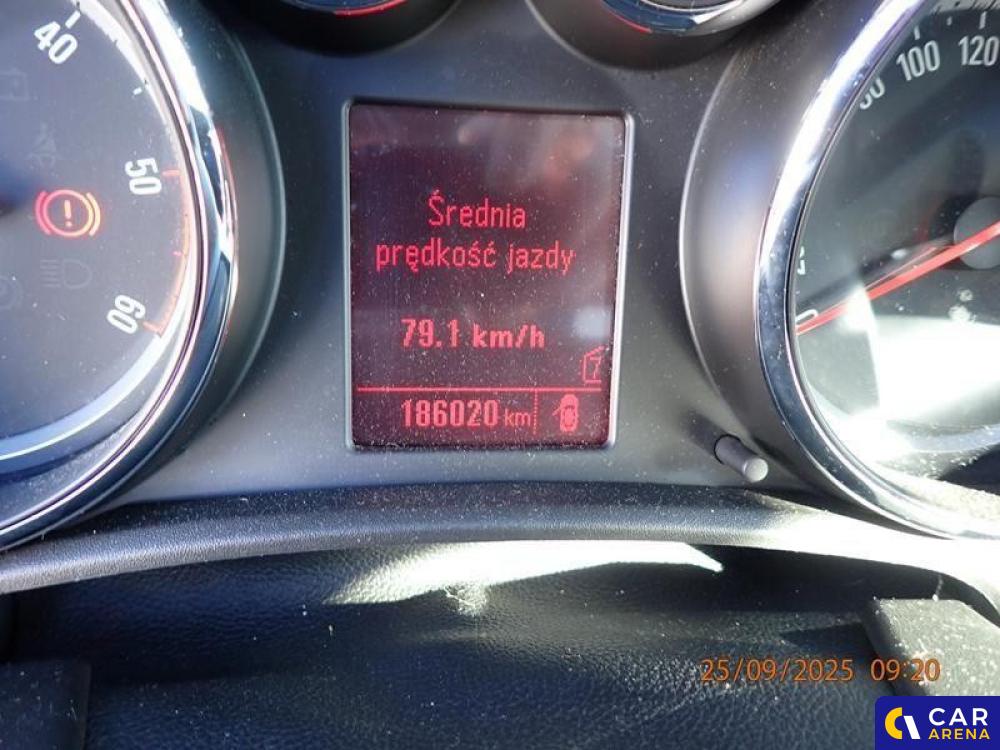 40
50
60
!
100
120
Średnia
prędkość jazdy
79.1 km/h
7
186020 km
25/09/2025 09:20
CAR
ARENA